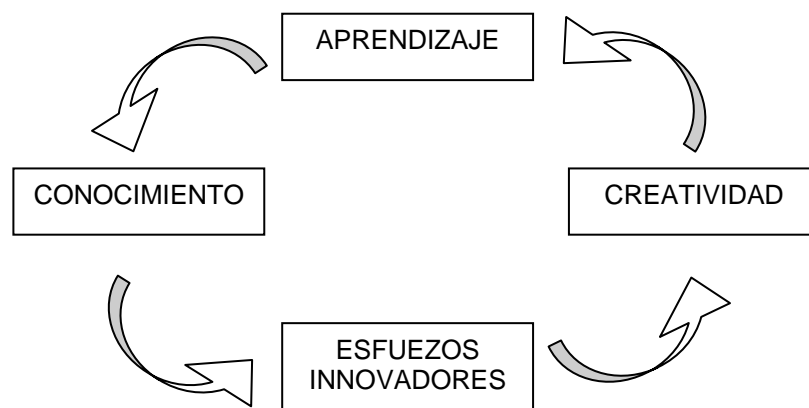 APRENDIZAJE
CONOCIMIENTO
CREATIVIDAD
ESFUEZOS
INNOVADORES